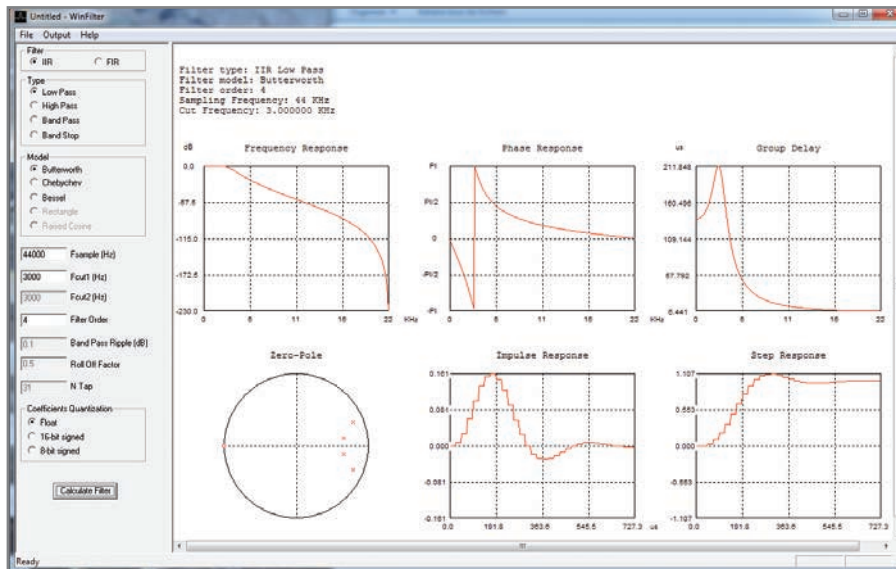 Untitled - WinFilter
File Output Help
Filter
IIR FIR
Type
Low Pass
High Pass
Band Pass
Band Stop
Model
Butterworth
Chebychev
Bessel
Rectangle
Raised Cosine
44000 Fsample (Hz)
3000 Fcut1 (Hz)
3000 Fcut2 (Hz)
4 Filter Order
0.1 Band Pass Ripple (dB)
0.5 Roll Off Factor
31 N Tap
Coefficients Quantization
Float
16-bit signed
8-bit signed
Calculate Filter
Ready
Filter type: IIR Low Pass
Filter model: Butterworth
Filter order: 4
Sampling Frequency: 44 KHz
Cut Frequency: 3.000000 KHz
dB Frequency Response
0.0
-57.5
-115.0
-172.5
-230.0
0 5 11 16 22 KHz
Phase Response
PI
PI/2
0
-PI/2
-PI
0 5 11 16 22 KHz
us Group Delay
211.848
160.496
109.144
57.792
6.441
0 5 11 16 22 KHz
Zero-Pole
Impulse Response
0.161
0.081
0.000
-0.081
-0.161
0.0 181.8 363.6 545.5 727.3 us
Step Response
1.107
0.553
0.000
-0.553
-1.107
0.0 181.8 363.6 545.5 727.3 us